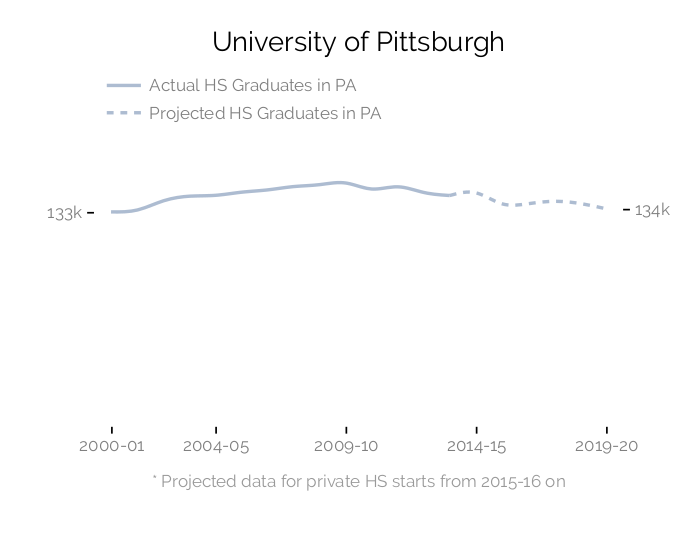 University of Pittsburgh
Actual HS Graduates in PA
Projected HS Graduates in PA
133k
134k
2000-01 2004-05 2009-10 2014-15 2019-20
* Projected data for private HS starts from 2015-16 on